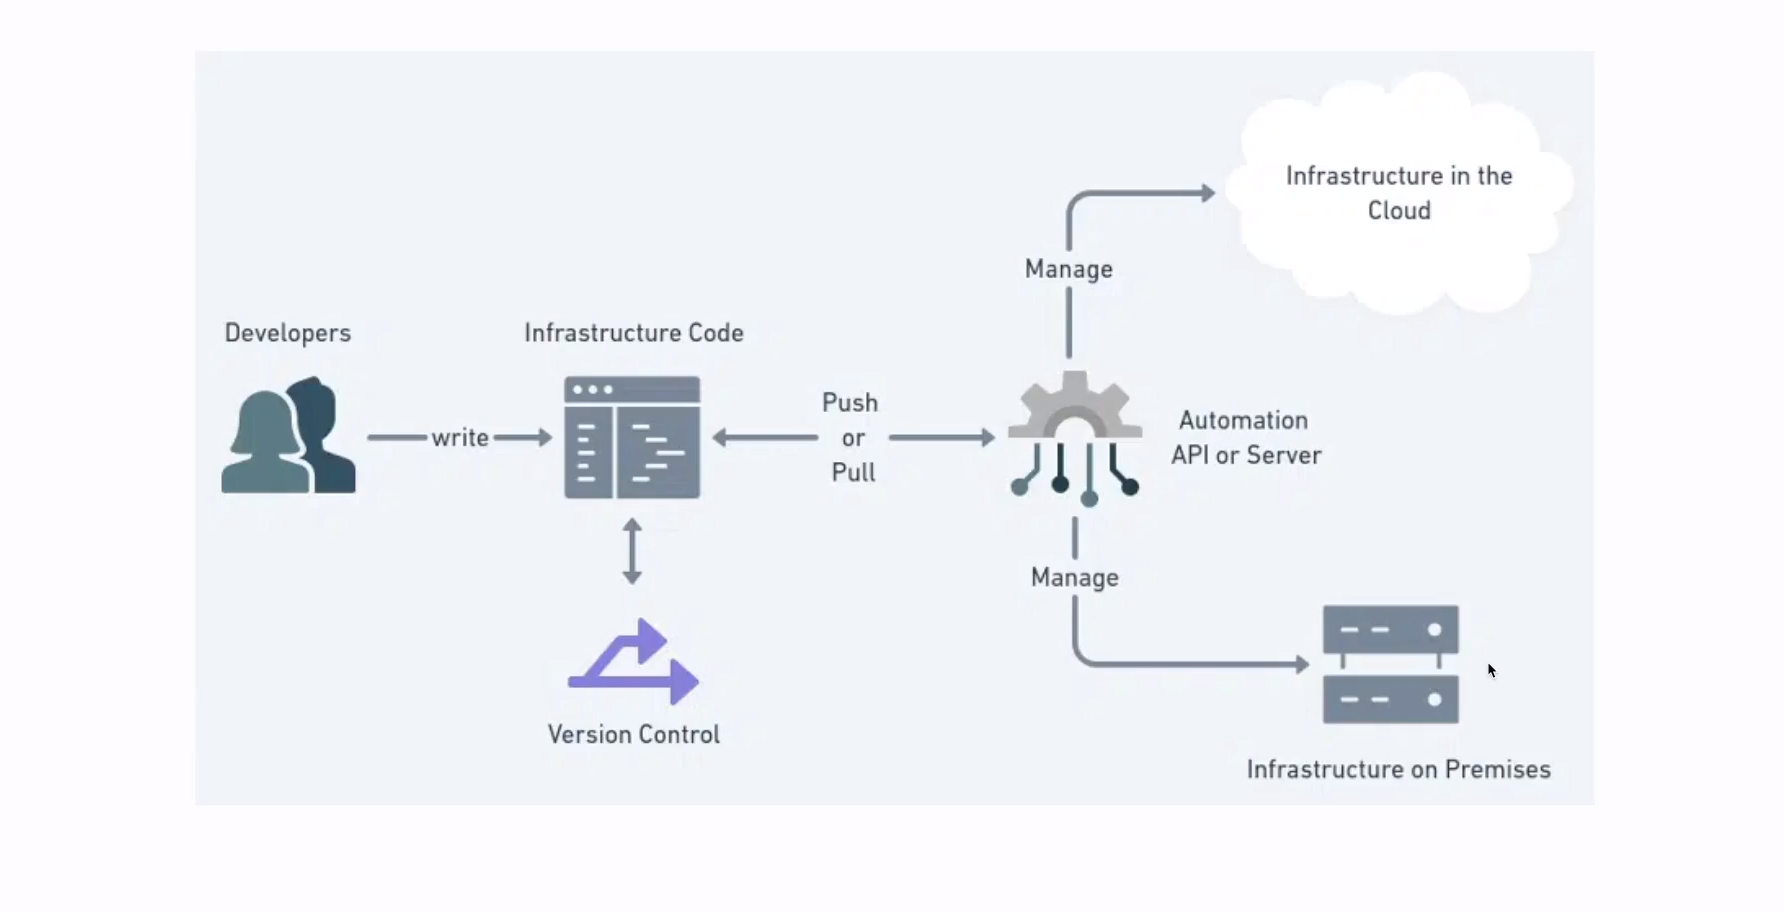 Developers
write
Infrastructure Code
Version Control
Push
or
Pull
Automation
API or Server
Manage
Infrastructure in the
Cloud
Manage
Infrastructure on Premises